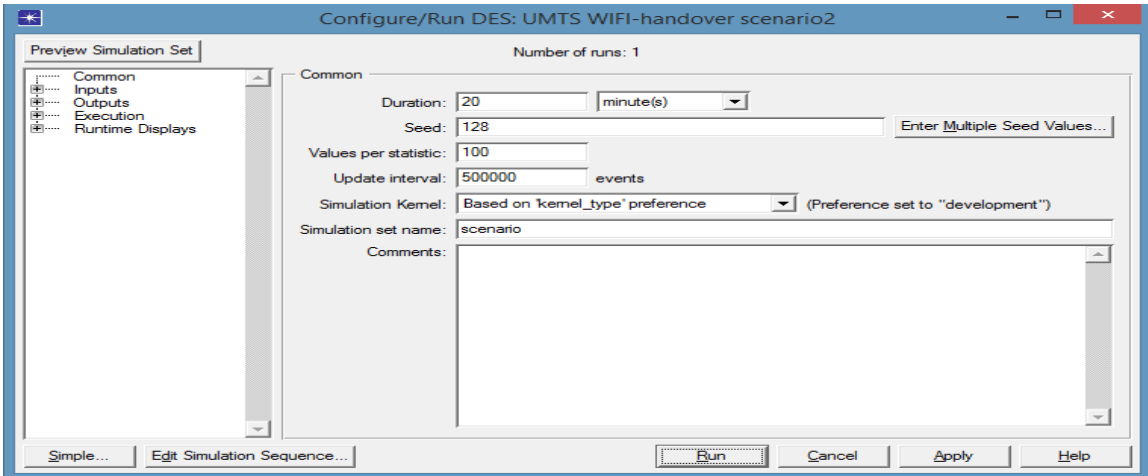 Configure/Run DES: UMTS WIFI-handover scenario2
Preview Simulation Set
Number of runs: 1
Common
Inputs
Outputs
Execution
Runtime Displays
Common
Duration: 20 minute(s)
Seed: 128 Enter Multiple Seed Values...
Values per statistic: 100
Update interval: 500000 events
Simulation Kernel: Based on 'kernel_type' preference (Preference set to "development")
Simulation set name: scenario
Comments:
Simple... Edit Simulation Sequence... Run Cancel Apply Help